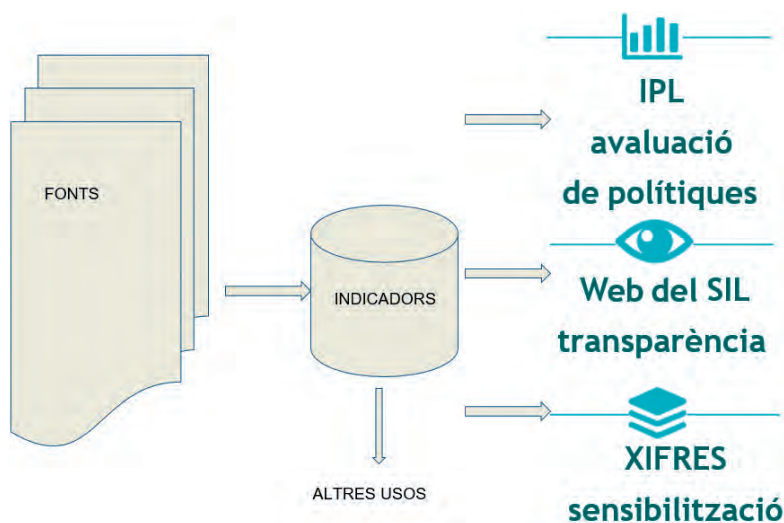 FONTS
INDICADORS
ALTRES USOS
IPL
avaluació
de polítiques
Web del SIL
transparència
XIFRES
sensibilització